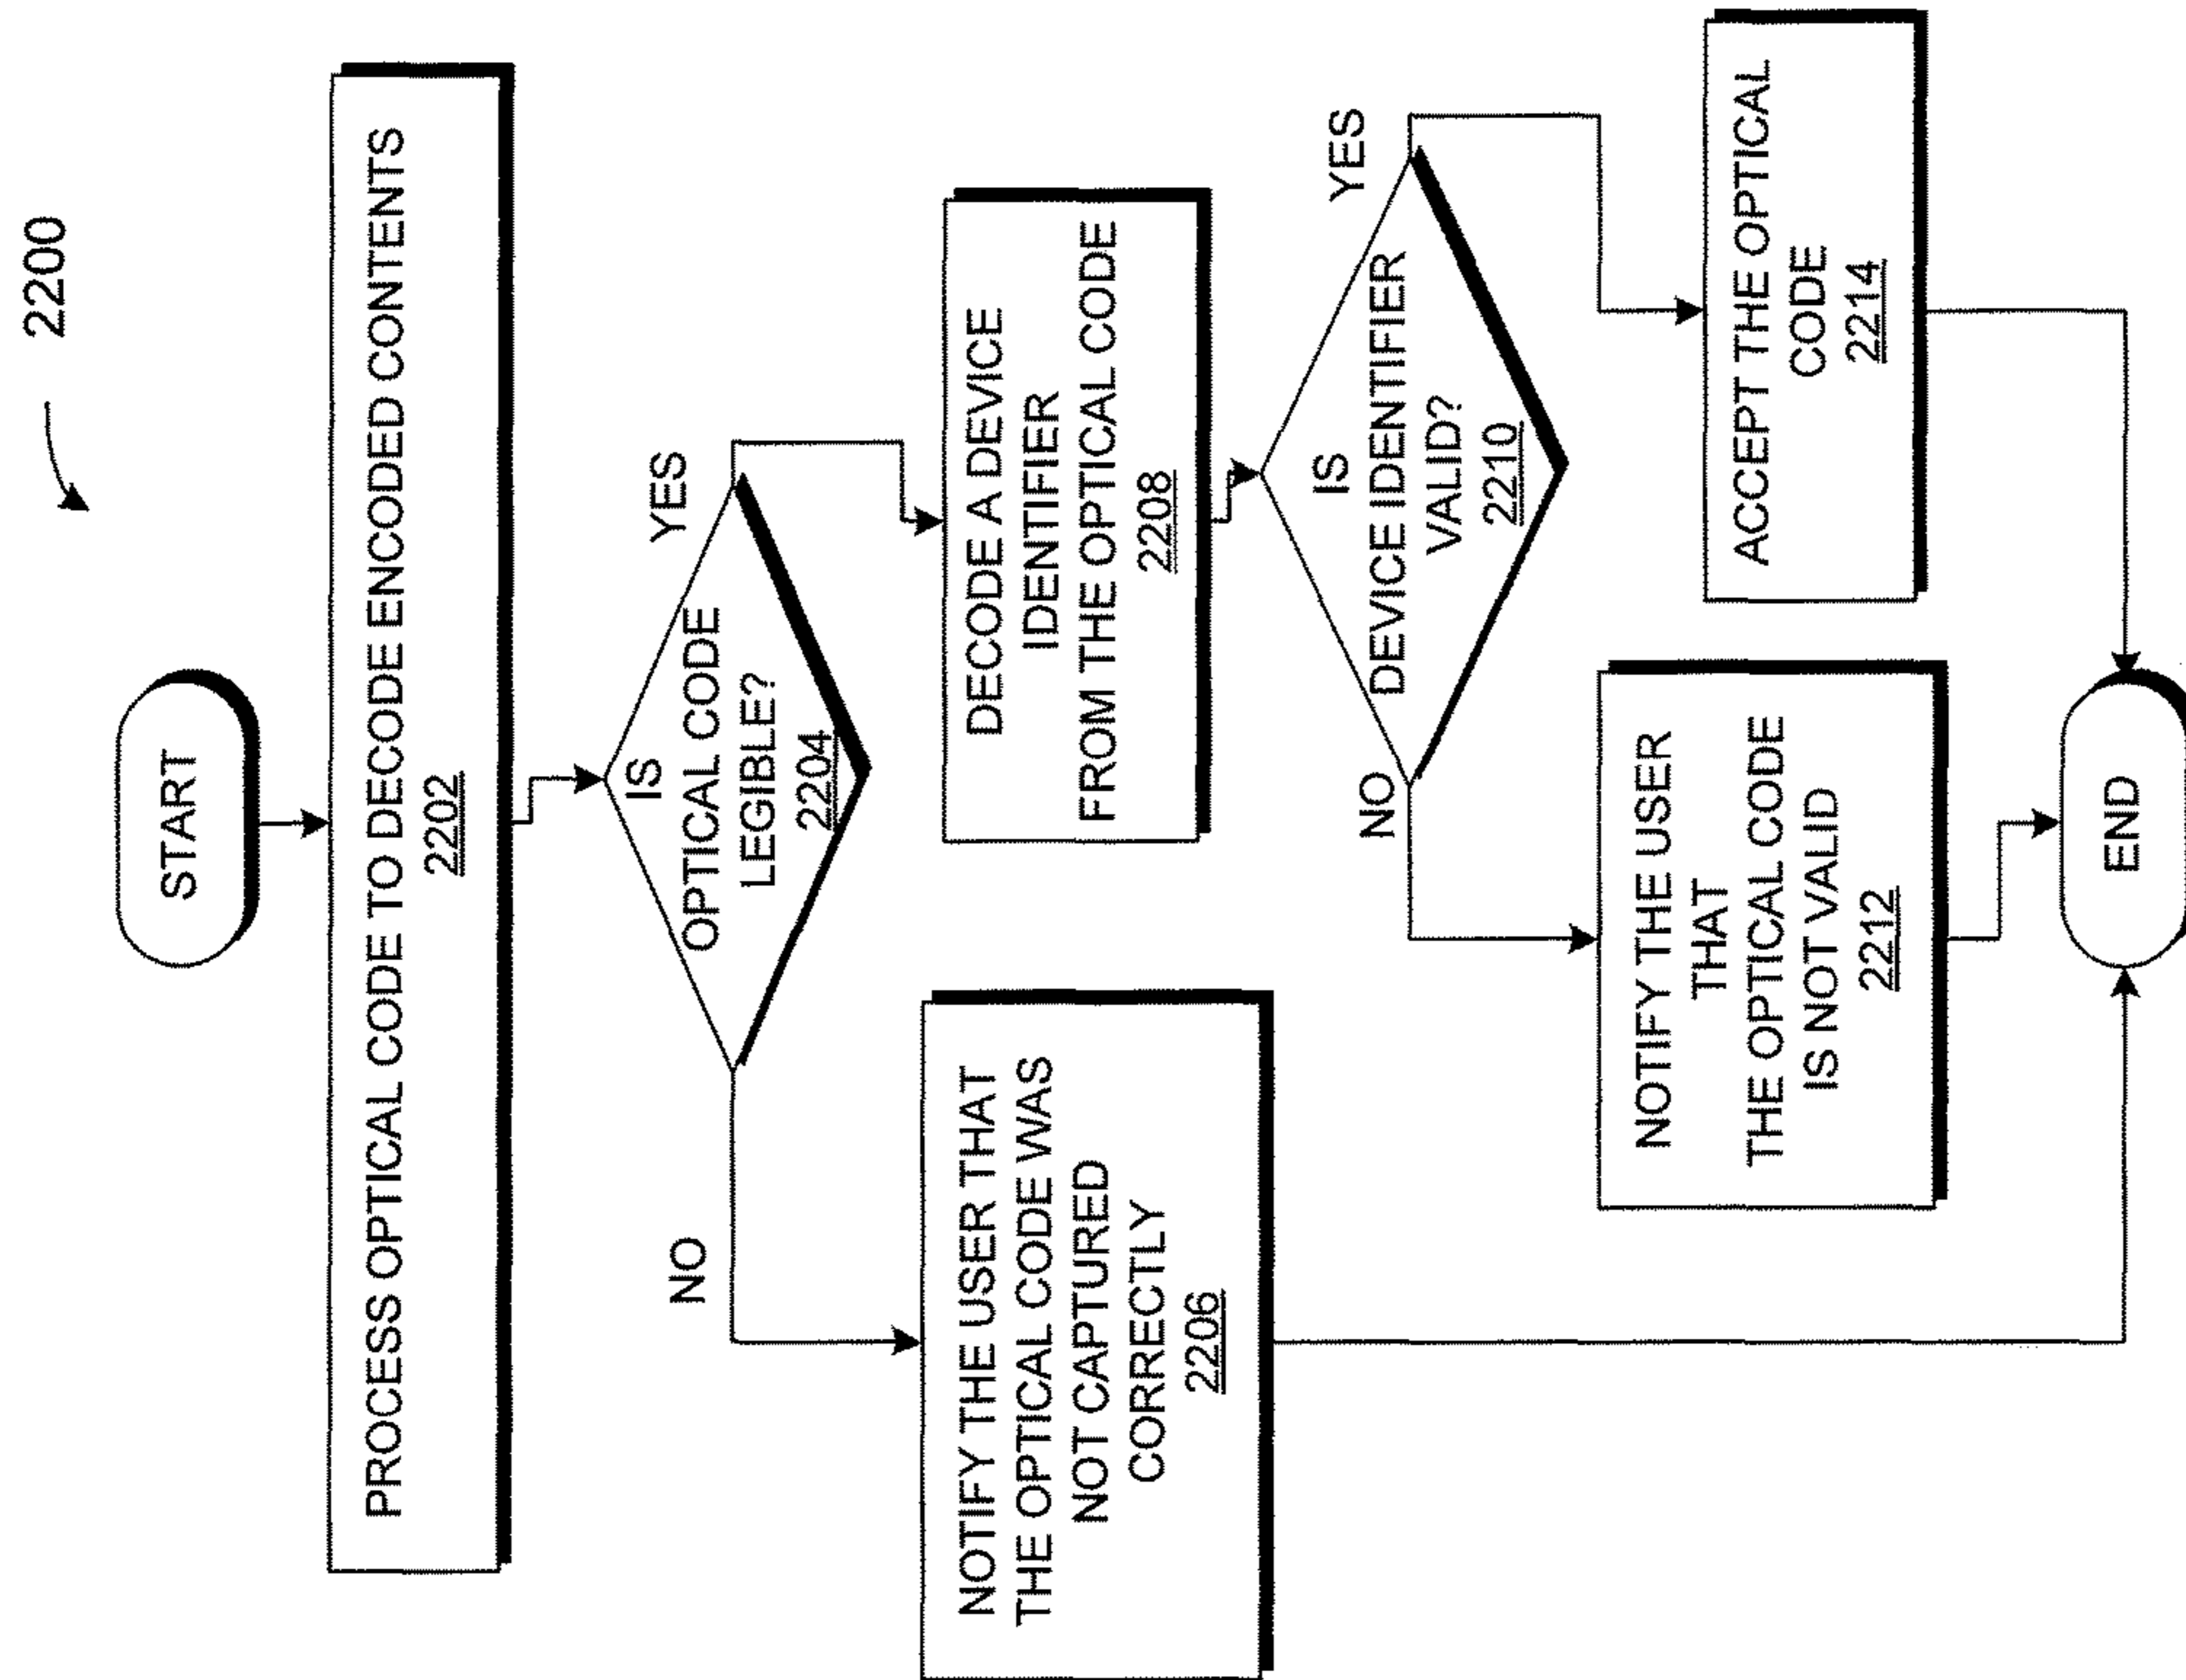 2200
START
PROCESS OPTICAL CODE TO DECODE ENCODED CONTENTS
2202
IS
OPTICAL CODE
LEGIBLE?
2204
NO
YES
NOTIFY THE USER THAT
THE OPTICAL CODE WAS
NOT CAPTURED
CORRECTLY
2206
DECODE A DEVICE
IDENTIFIER
FROM THE OPTICAL CODE
2208
IS
DEVICE IDENTIFIER
VALID?
2210
NO
YES
NOTIFY THE USER
THAT
THE OPTICAL CODE
IS NOT VALID
2212
ACCEPT THE OPTICAL
CODE
2214
END